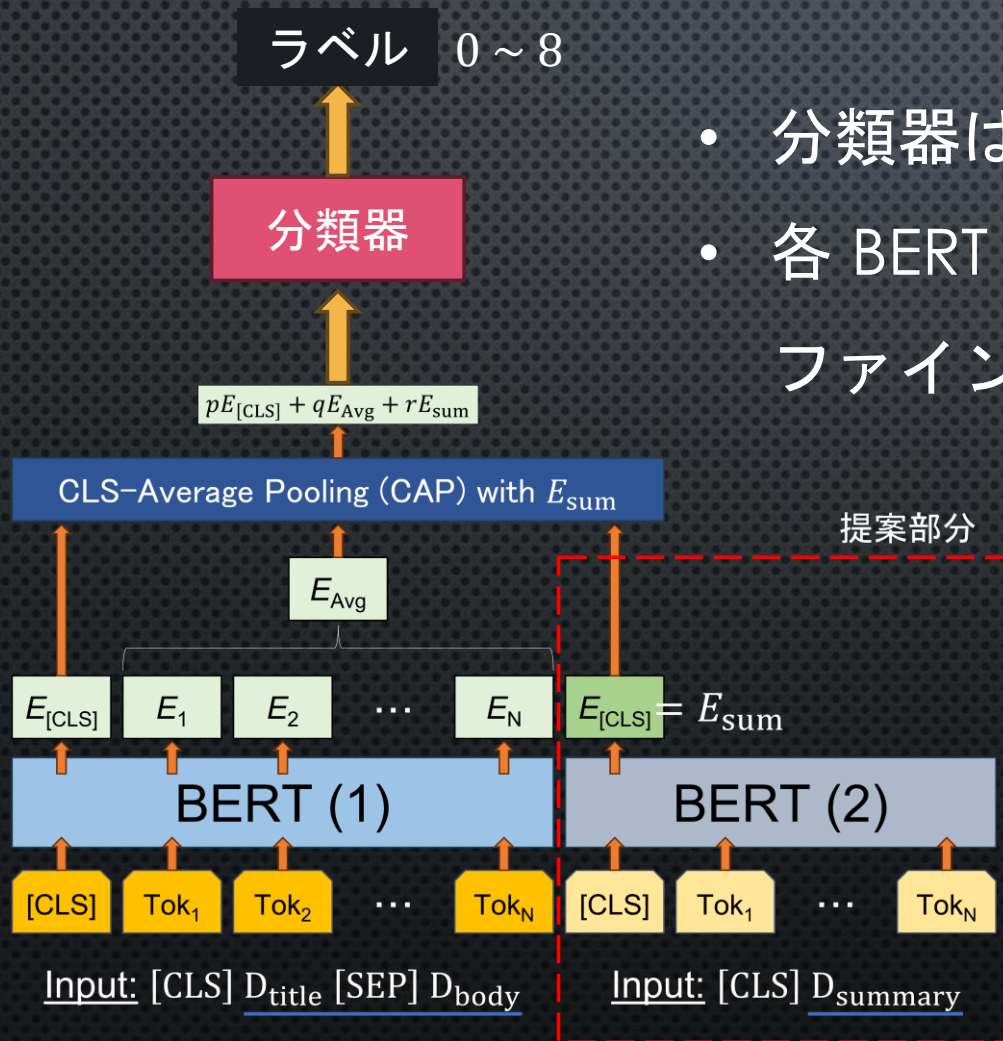 ラベル 0 ~ 8
• 分類器は
分類器
• 各 BERT
ファイン
pE[CLS] + qEAvg + rEsum
CLS-Average Pooling (CAP) with Esum
提案部分
EAvg
E[CLS] E1 E2 … EN E[CLS] = Esum
BERT (1) BERT (2)
[CLS] Tok1 Tok2 … TokN [CLS] Tok1 … TokN
Input: [CLS] Dtitle [SEP] Dbody Input: [CLS] Dsummary